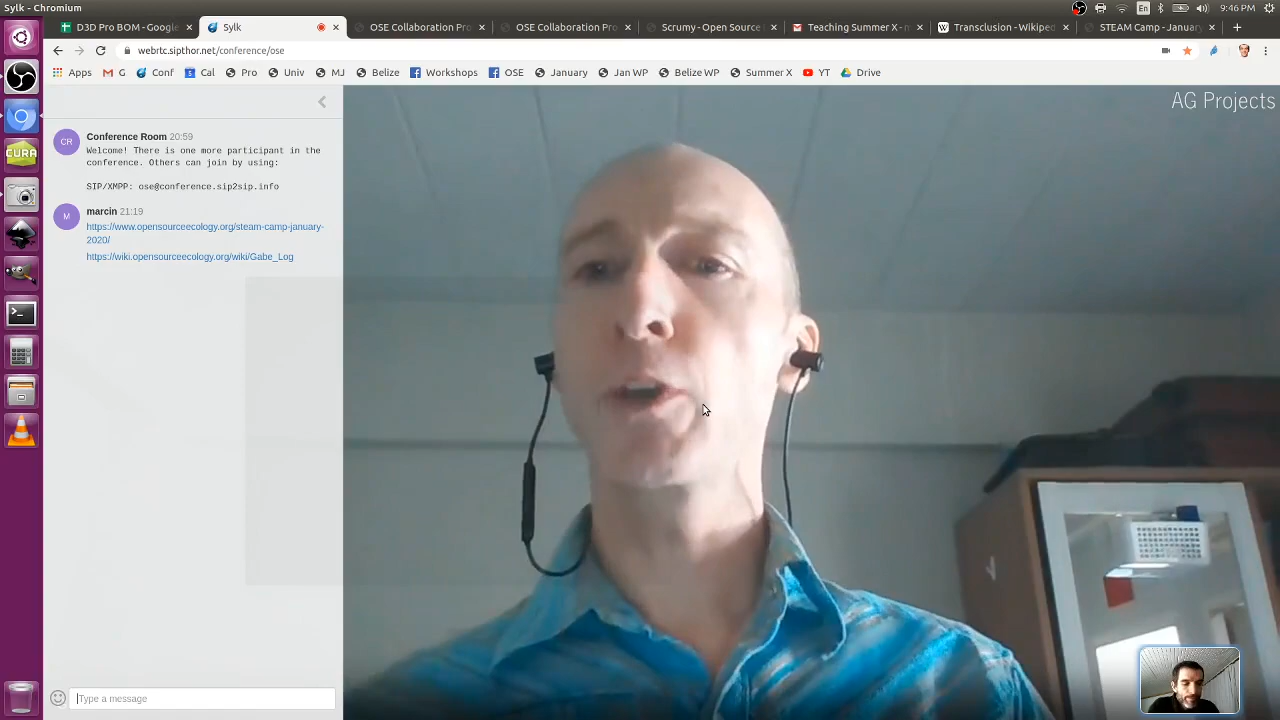 Sylk - Chromium
En
9:46 PM
D3D Pro BOM - Google
Sylk
OSE Collaboration Pro
OSE Collaboration Pro
Scrumy - Open Source
Teaching Summer X - m
Transclusion - Wikiped
STEAM Camp - January
webrtc.sipthor.net/conference/ose
Apps
G
Conf
Cal
Pro
Univ
MJ
Belize
Workshops
OSE
January
Jan WP
Belize WP
Summer X
YT
Drive
AG Projects
CR
Conference Room 20:59
Welcome! There is one more participant in the
conference. Others can join by using:
SIP/XMPP: ose@conference.sip2sip.info
M
marcin 21:19
https://www.opensourceecology.org/steam-camp-january-
2020/
https://wiki.opensourceecology.org/wiki/Gabe_Log
CURA
Type a message